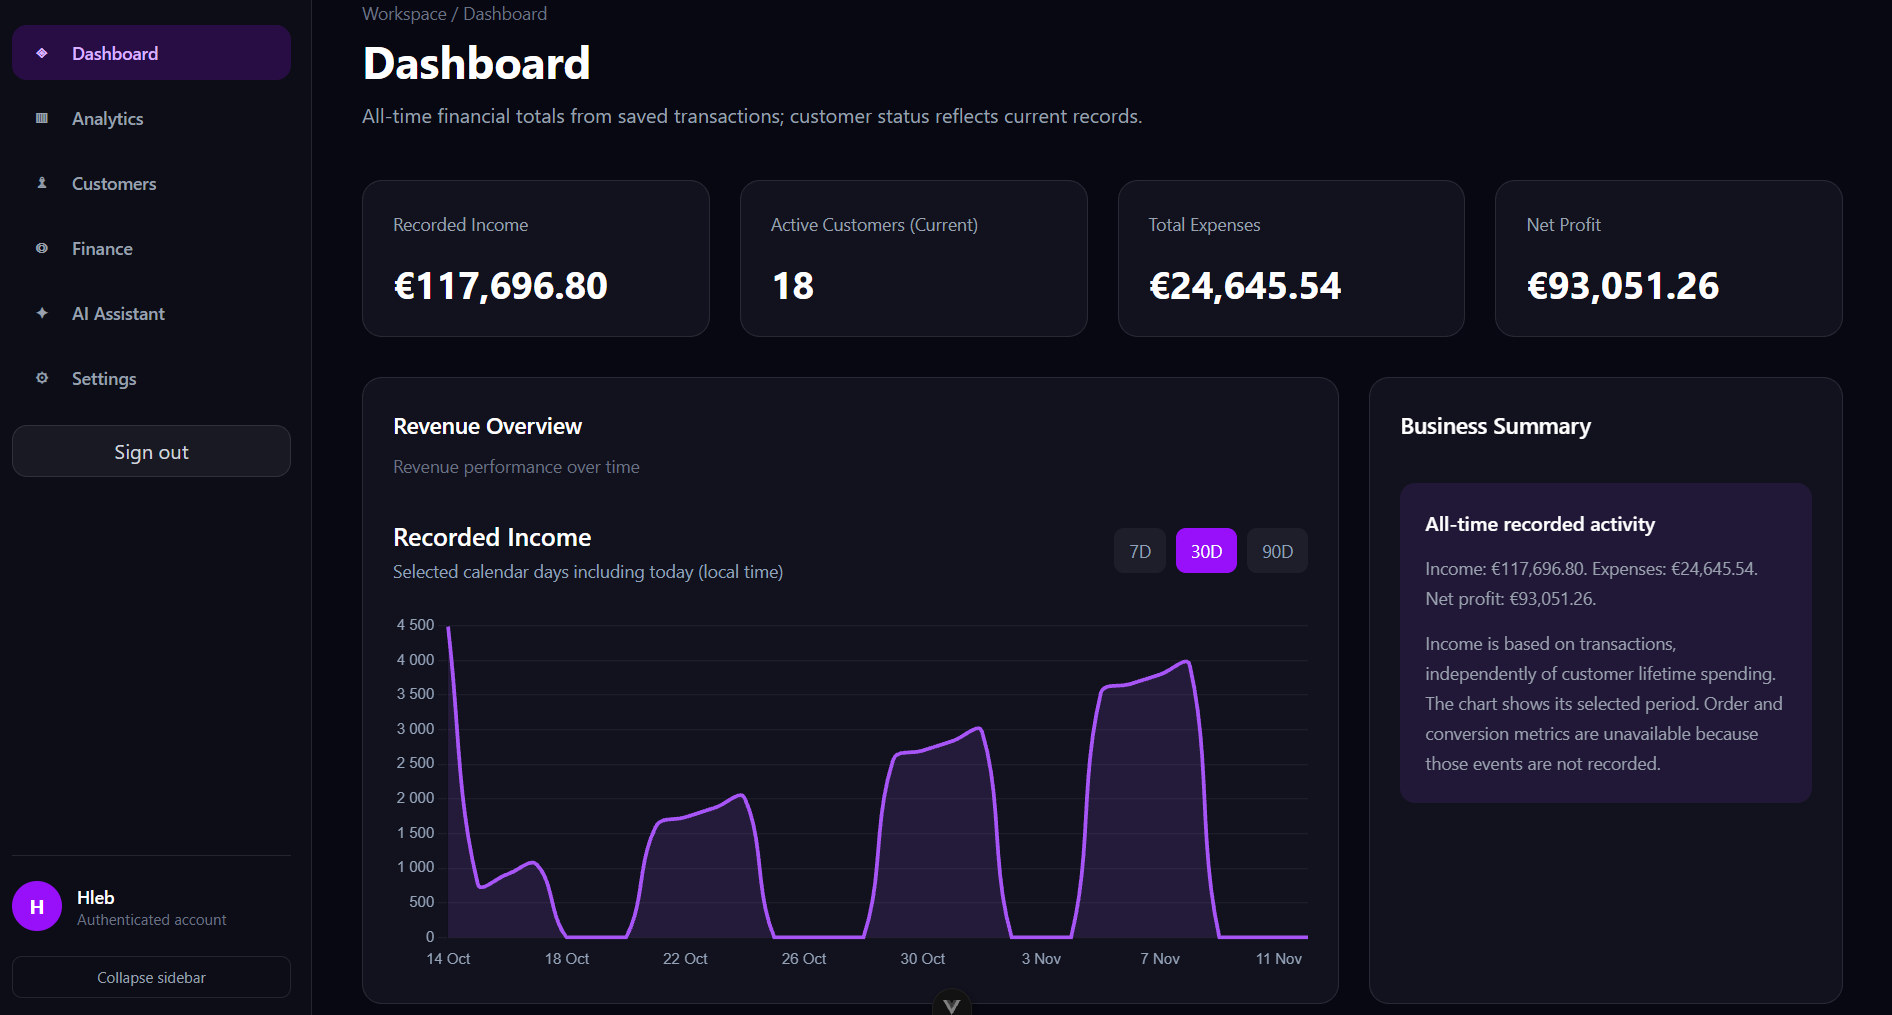 Dashboard
Analytics
Customers
Finance
AI Assistant
Settings
Sign out
H
Hleb
Authenticated account
Collapse sidebar
Workspace / Dashboard
Dashboard
All-time financial totals from saved transactions; customer status reflects current records.
Recorded Income
€117,696.80
Active Customers (Current)
18
Total Expenses
€24,645.54
Net Profit
€93,051.26
Revenue Overview
Revenue performance over time
Recorded Income
Selected calendar days including today (local time)
7D 30D 90D
4 500
4 000
3 500
3 000
2 500
2 000
1 500
1 000
500
0
14 Oct 18 Oct 22 Oct 26 Oct 30 Oct 3 Nov 7 Nov 11 Nov
Business Summary
All-time recorded activity
Income: €117,696.80. Expenses: €24,645.54.
Net profit: €93,051.26.
Income is based on transactions,
independently of customer lifetime spending.
The chart shows its selected period. Order and
conversion metrics are unavailable because
those events are not recorded.